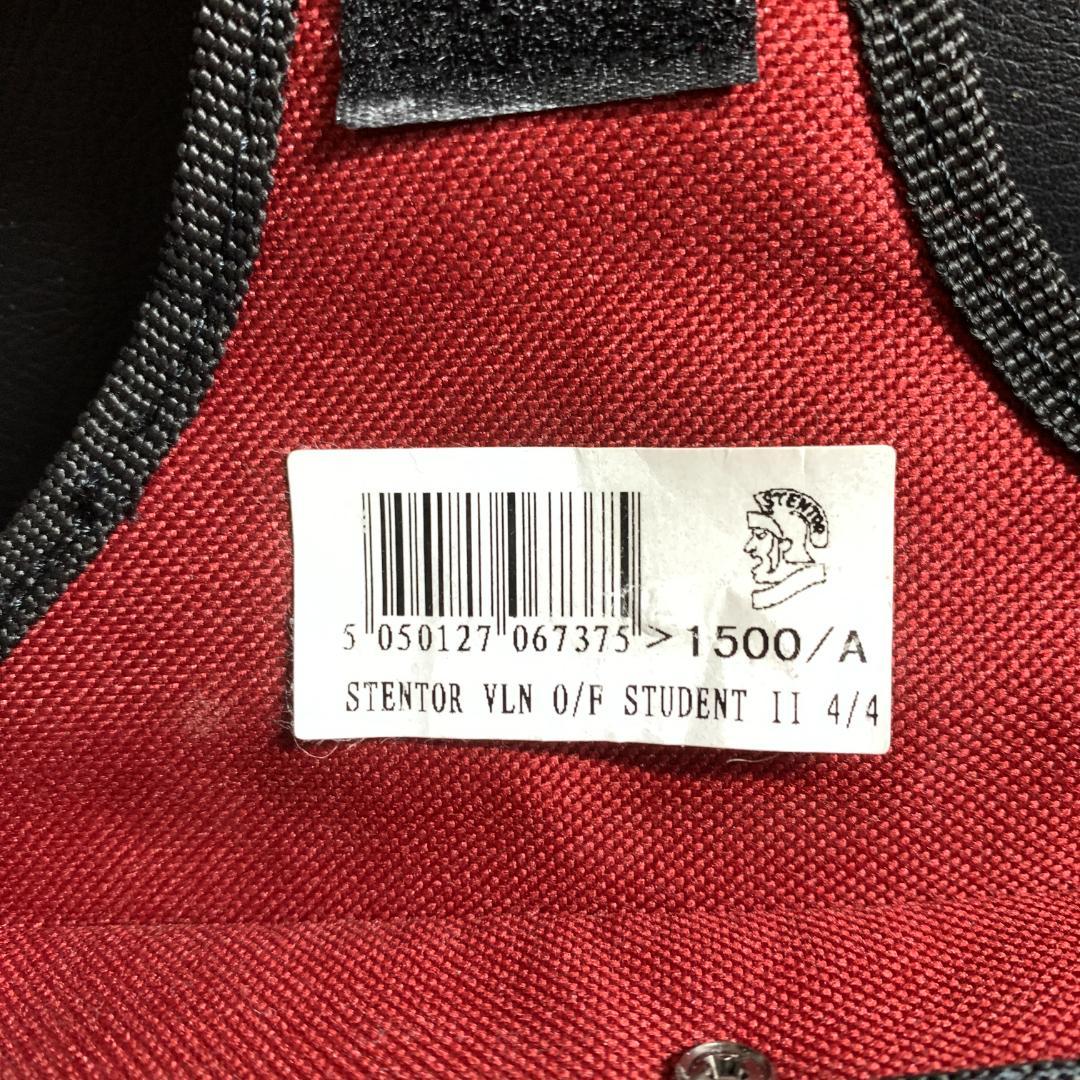 STENTOR
5 050127 067375 > 1500/A
STENTOR VLN O/F STUDENT II 4/4